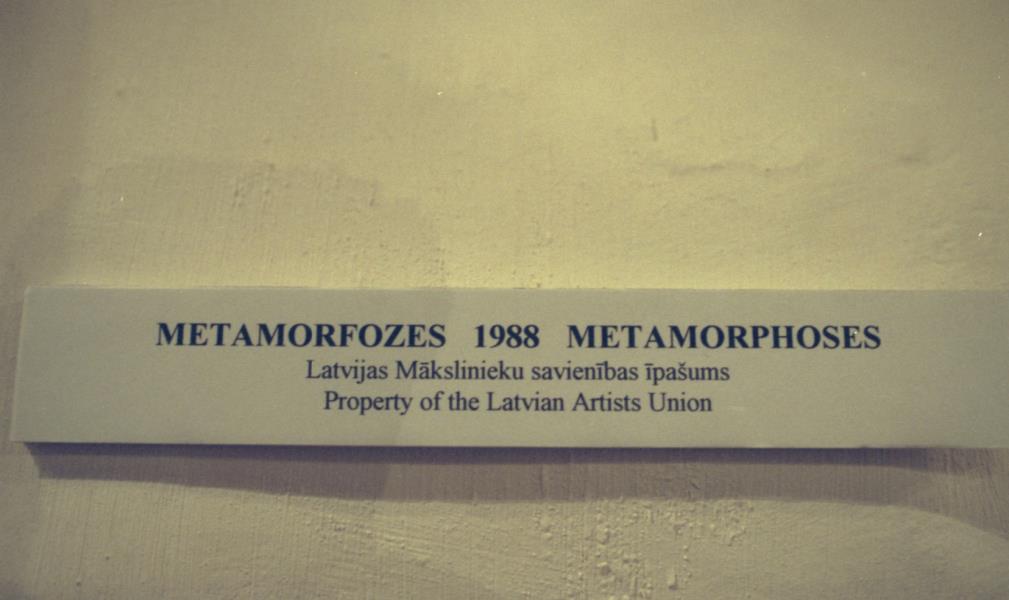 METAMORFOZES 1988 METAMORPHOSES
Latvijas Mākslinieku savienības īpašums
Property of the Latvian Artists Union